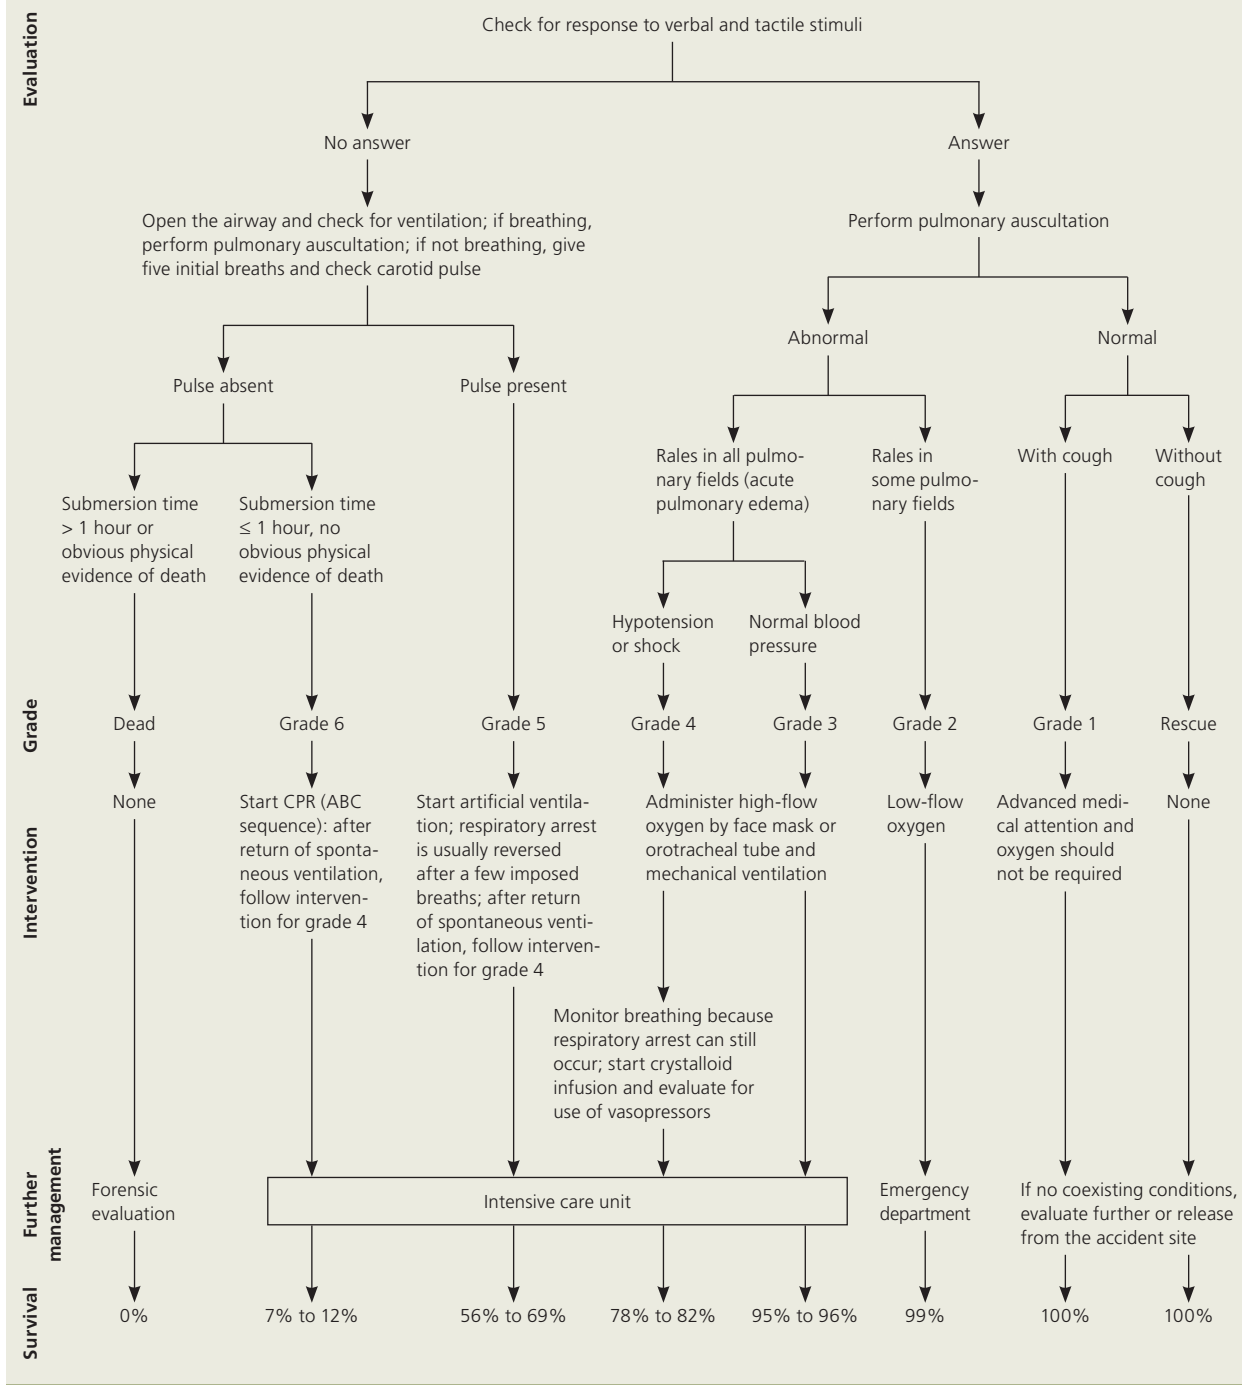 Evaluation
Check for response to verbal and tactile stimuli
No answer
Answer
Open the airway and check for ventilation; if breathing,
perform pulmonary auscultation; if not breathing, give
five initial breaths and check carotid pulse
Perform pulmonary auscultation
Abnormal
Normal
Pulse absent
Pulse present
Rales in all pulmo-
nary fields (acute
pulmonary edema)
Rales in
some pulmo-
nary fields
With cough
Without
cough
Submersion time
> 1 hour or
obvious physical
evidence of death
Submersion time
≤ 1 hour, no
obvious physical
evidence of death
Hypotension
or shock
Normal blood
pressure
Grade
Dead
Grade 6
Grade 5
Grade 4
Grade 3
Grade 2
Grade 1
Rescue
Intervention
None
Start CPR (ABC
sequence): after
return of sponta-
neous ventilation,
follow interven-
tion for grade 4
Start artificial ventila-
tion; respiratory arrest
is usually reversed
after a few imposed
breaths; after return
of spontaneous venti-
lation, follow interven-
tion for grade 4
Administer high-flow
oxygen by face mask or
orotracheal tube and
mechanical ventilation
Low-flow
oxygen
Advanced medi-
cal attention and
oxygen should
not be required
None
Monitor breathing because
respiratory arrest can still
occur; start crystalloid
infusion and evaluate for
use of vasopressors
Further
management
Forensic
evaluation
Intensive care unit
Emergency
department
If no coexisting conditions,
evaluate further or release
from the accident site
Survival
0%
7% to 12%
56% to 69%
78% to 82%
95% to 96%
99%
100%
100%